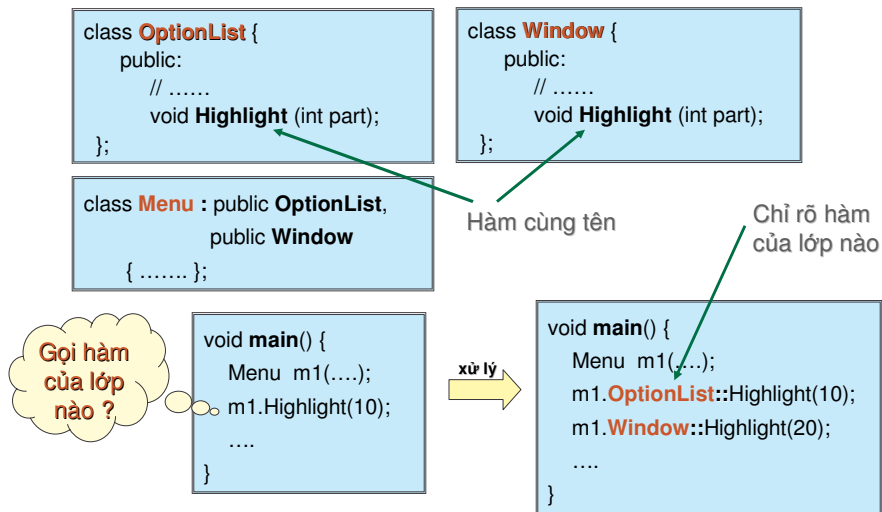 class OptionList {
public:
// ......
void Highlight (int part);
};
class Window {
public:
// ......
void Highlight (int part);
};
class Menu : public OptionList,
public Window
{ ....... };
Hàm cùng tên
Chỉ rõ hàm
của lớp nào
Gọi hàm
của lớp
nào ?
void main() {
Menu m1(....);
m1.Highlight(10);
....
}
xử lý
void main() {
Menu m1(....);
m1.OptionList::Highlight(10);
m1.Window::Highlight(20);
....
}